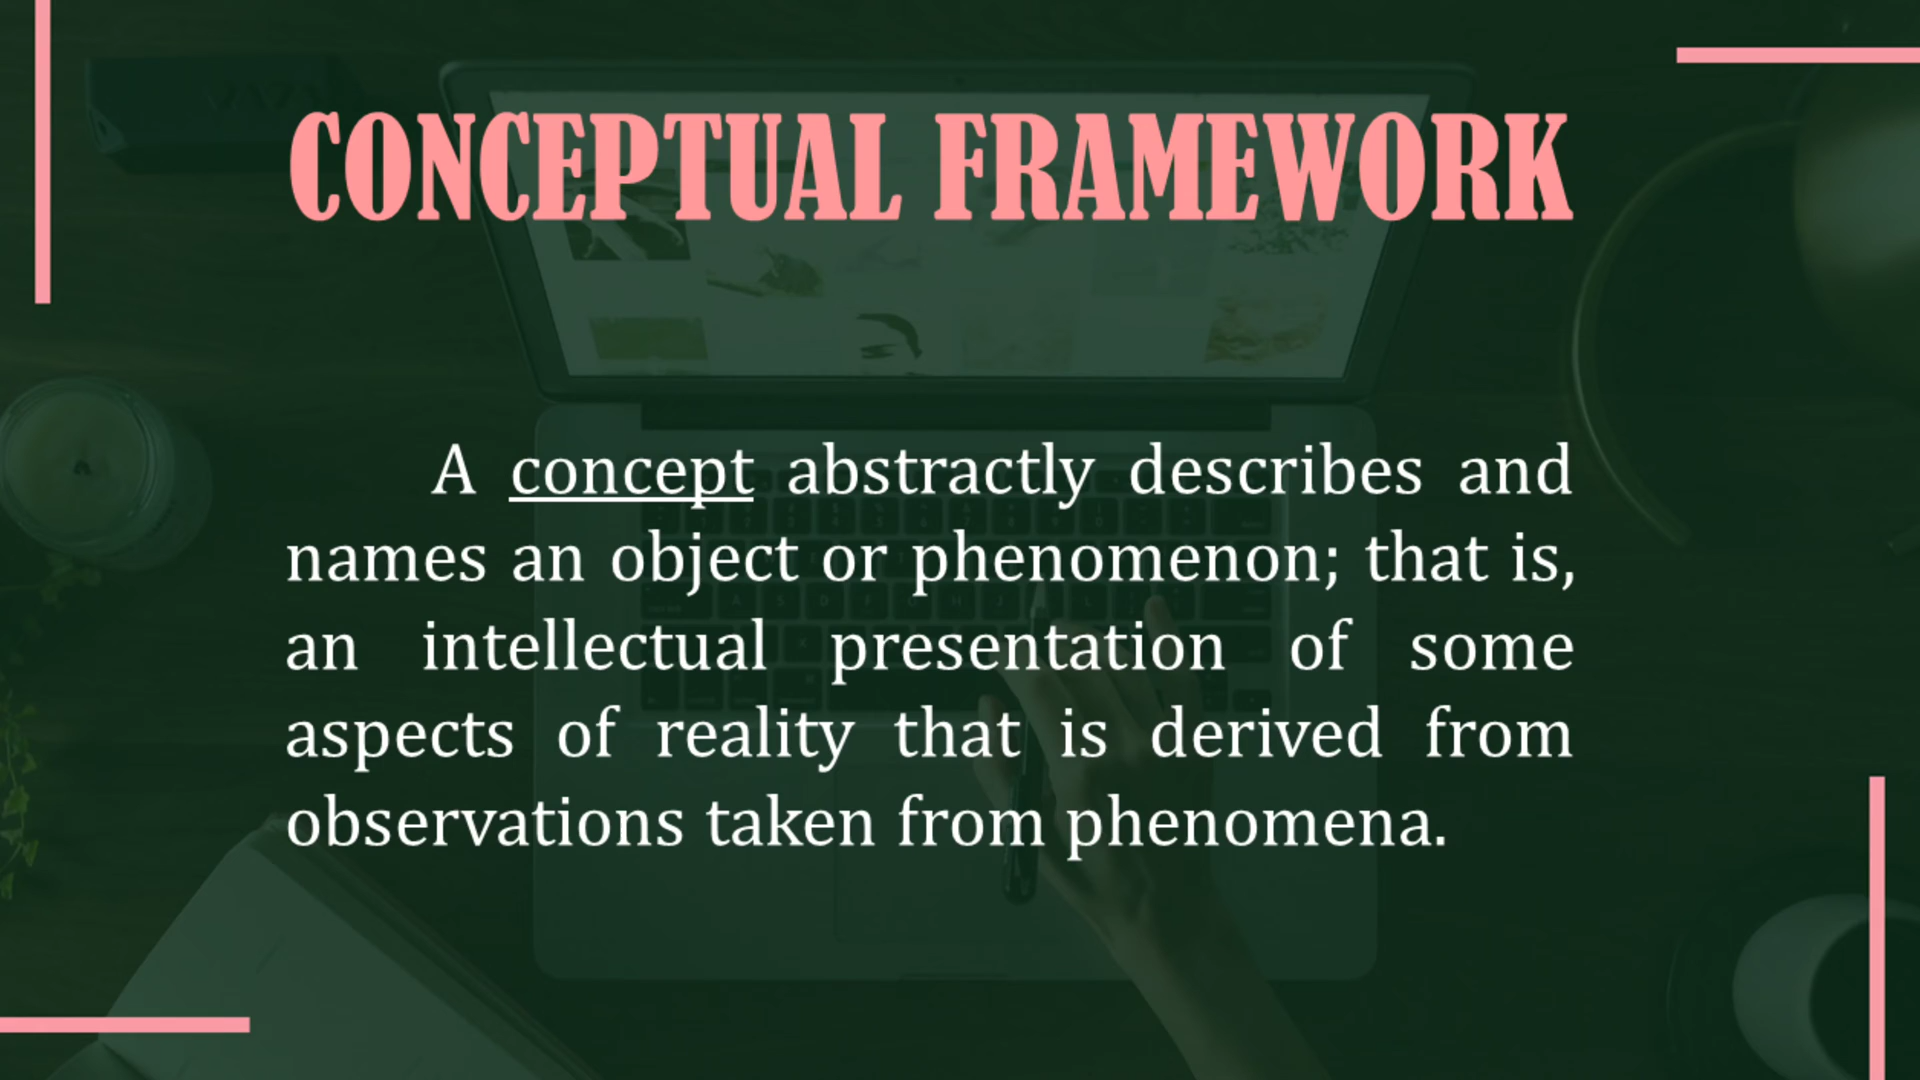 CONCEPTUAL FRAMEWORK
A concept abstractly describes and
names an object or phenomenon; that is,
an intellectual presentation of some
aspects of reality that is derived from
observations taken from phenomena.